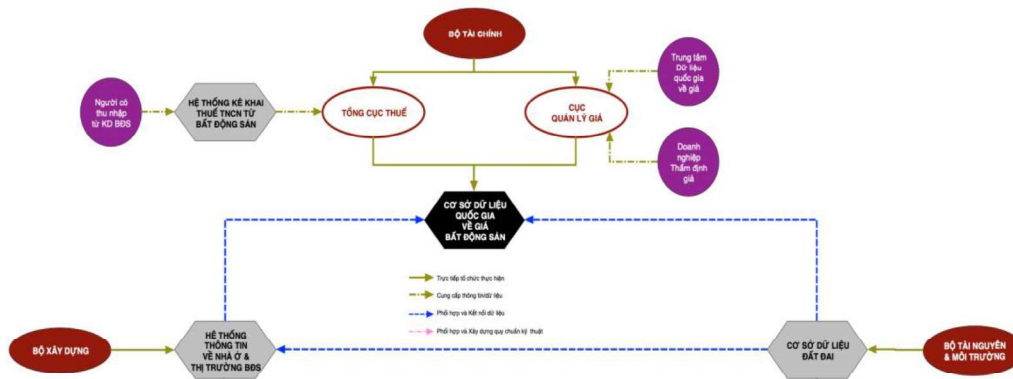 BỘ TÀI CHÍNH
Trung tâm
Dữ liệu
quốc gia
về giá
Người có
thu nhập
từ KD BĐS
HỆ THỐNG KÊ KHAI
THUẾ TNCN TỪ
BẤT ĐỘNG SẢN
TỔNG CỤC THUẾ
CỤC
QUẢN LÝ GIÁ
Doanh
nghiệp
Thẩm định
giá
CƠ SỞ DỮ LIỆU
QUỐC GIA
VỀ GIÁ
BẤT ĐỘNG SẢN
Trực tiếp tổ chức thực hiện
Cung cấp thông tin/dữ liệu
Phối hợp và Kết nối dữ liệu
Phối hợp và Xây dựng quy chuẩn kỹ thuật
BỘ XÂY DỰNG
HỆ THỐNG
THÔNG TIN
VỀ NHÀ Ở &
THỊ TRƯỜNG BĐS
CƠ SỞ DỮ LIỆU
ĐẤT ĐAI
BỘ TÀI NGUYÊN
& MÔI TRƯỜNG